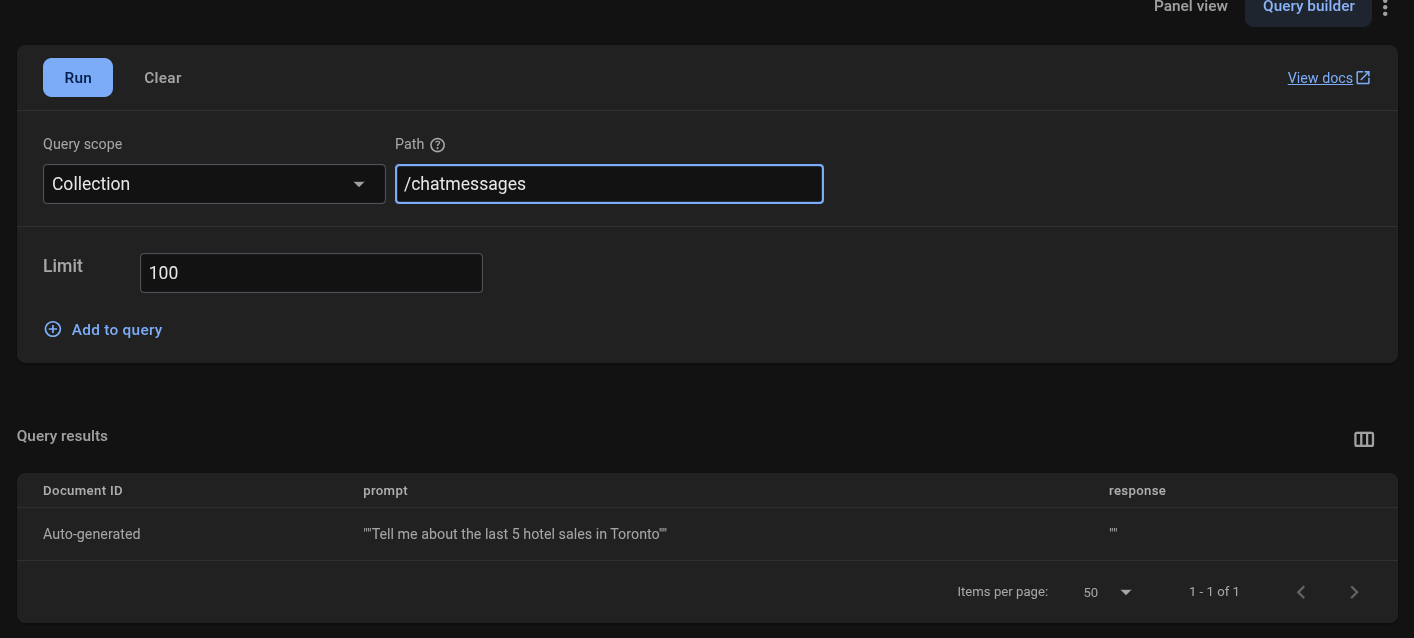 Panel view Query builder
Run Clear View docs
Query scope Path
Collection /chatmessages
Limit 100
Add to query
Query results
Document ID prompt response
Auto-generated ""Tell me about the last 5 hotel sales in Toronto"" ""
Items per page: 50 1 - 1 of 1